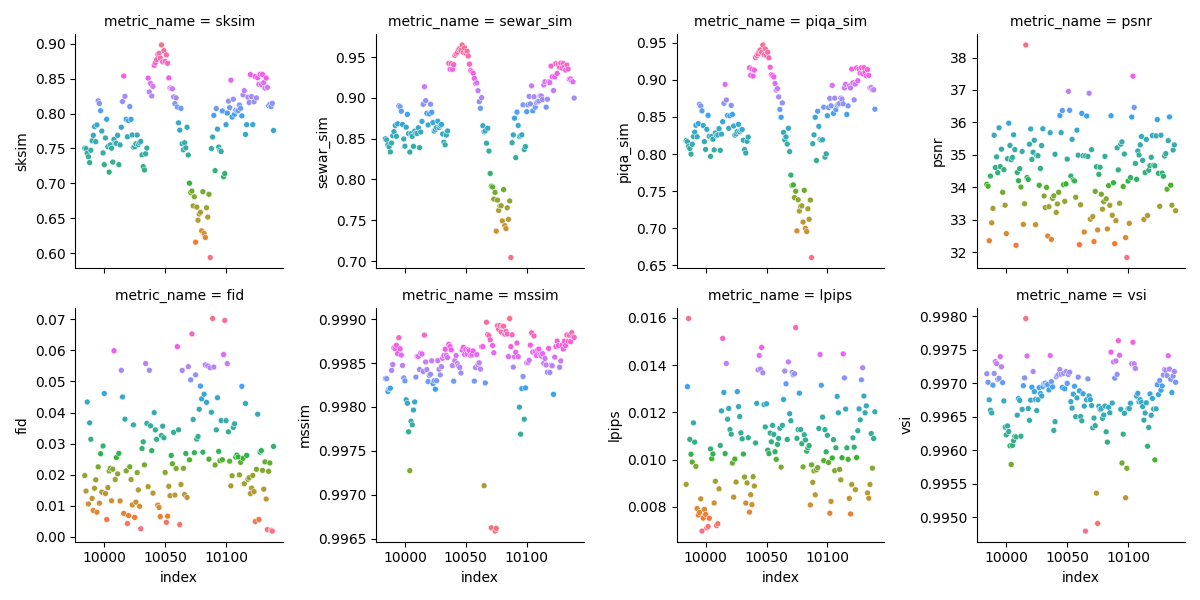 metric_name = sksim
metric_name = sewar_sim
metric_name = piqa_sim
metric_name = psnr
sksim
0.90
0.85
0.80
0.75
0.70
0.65
0.60
sewar_sim
0.95
0.90
0.85
0.80
0.75
0.70
piqa_sim
0.95
0.90
0.85
0.80
0.75
0.70
0.65
psnr
38
37
36
35
34
33
32
metric_name = fid
metric_name = mssim
metric_name = lpips
metric_name = vsi
fid
0.07
0.06
0.05
0.04
0.03
0.02
0.01
0.00
mssim
0.9990
0.9985
0.9980
0.9975
0.9970
0.9965
lpips
0.016
0.014
0.012
0.010
0.008
vsi
0.9980
0.9975
0.9970
0.9965
0.9960
0.9955
0.9950
10000 10050 10100
10000 10050 10100
10000 10050 10100
10000 10050 10100
index
index
index
index